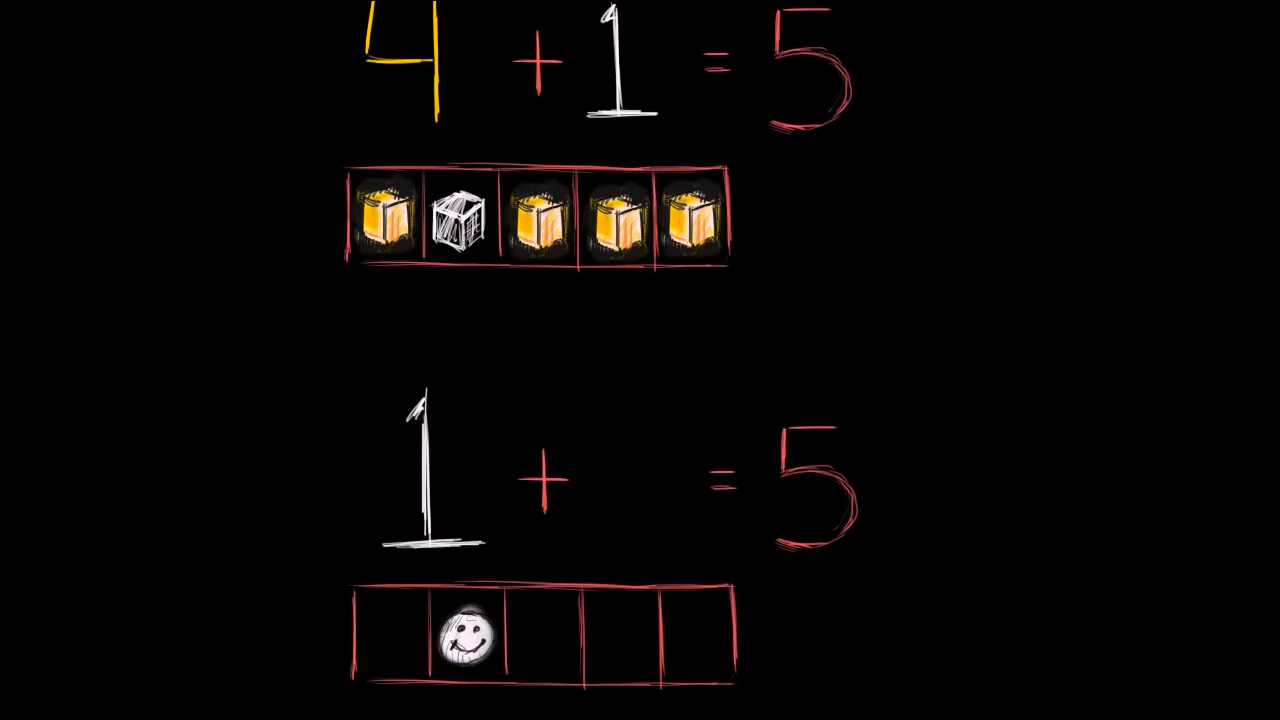 4 + 1 = 5
1 + = 5